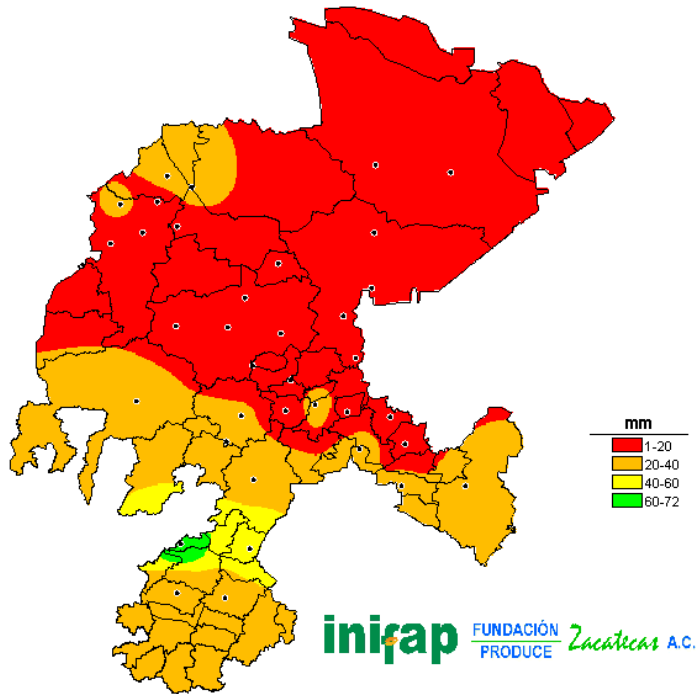 mm
1-20
20-40
40-60
60-72
inifap
FUNDACIÓN
PRODUCE
Zacatecas A.C.